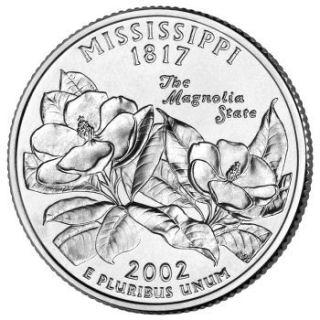 MISSISSIPPI
1817
The
Magnolia
State
2002
E PLURIBUS UNUM